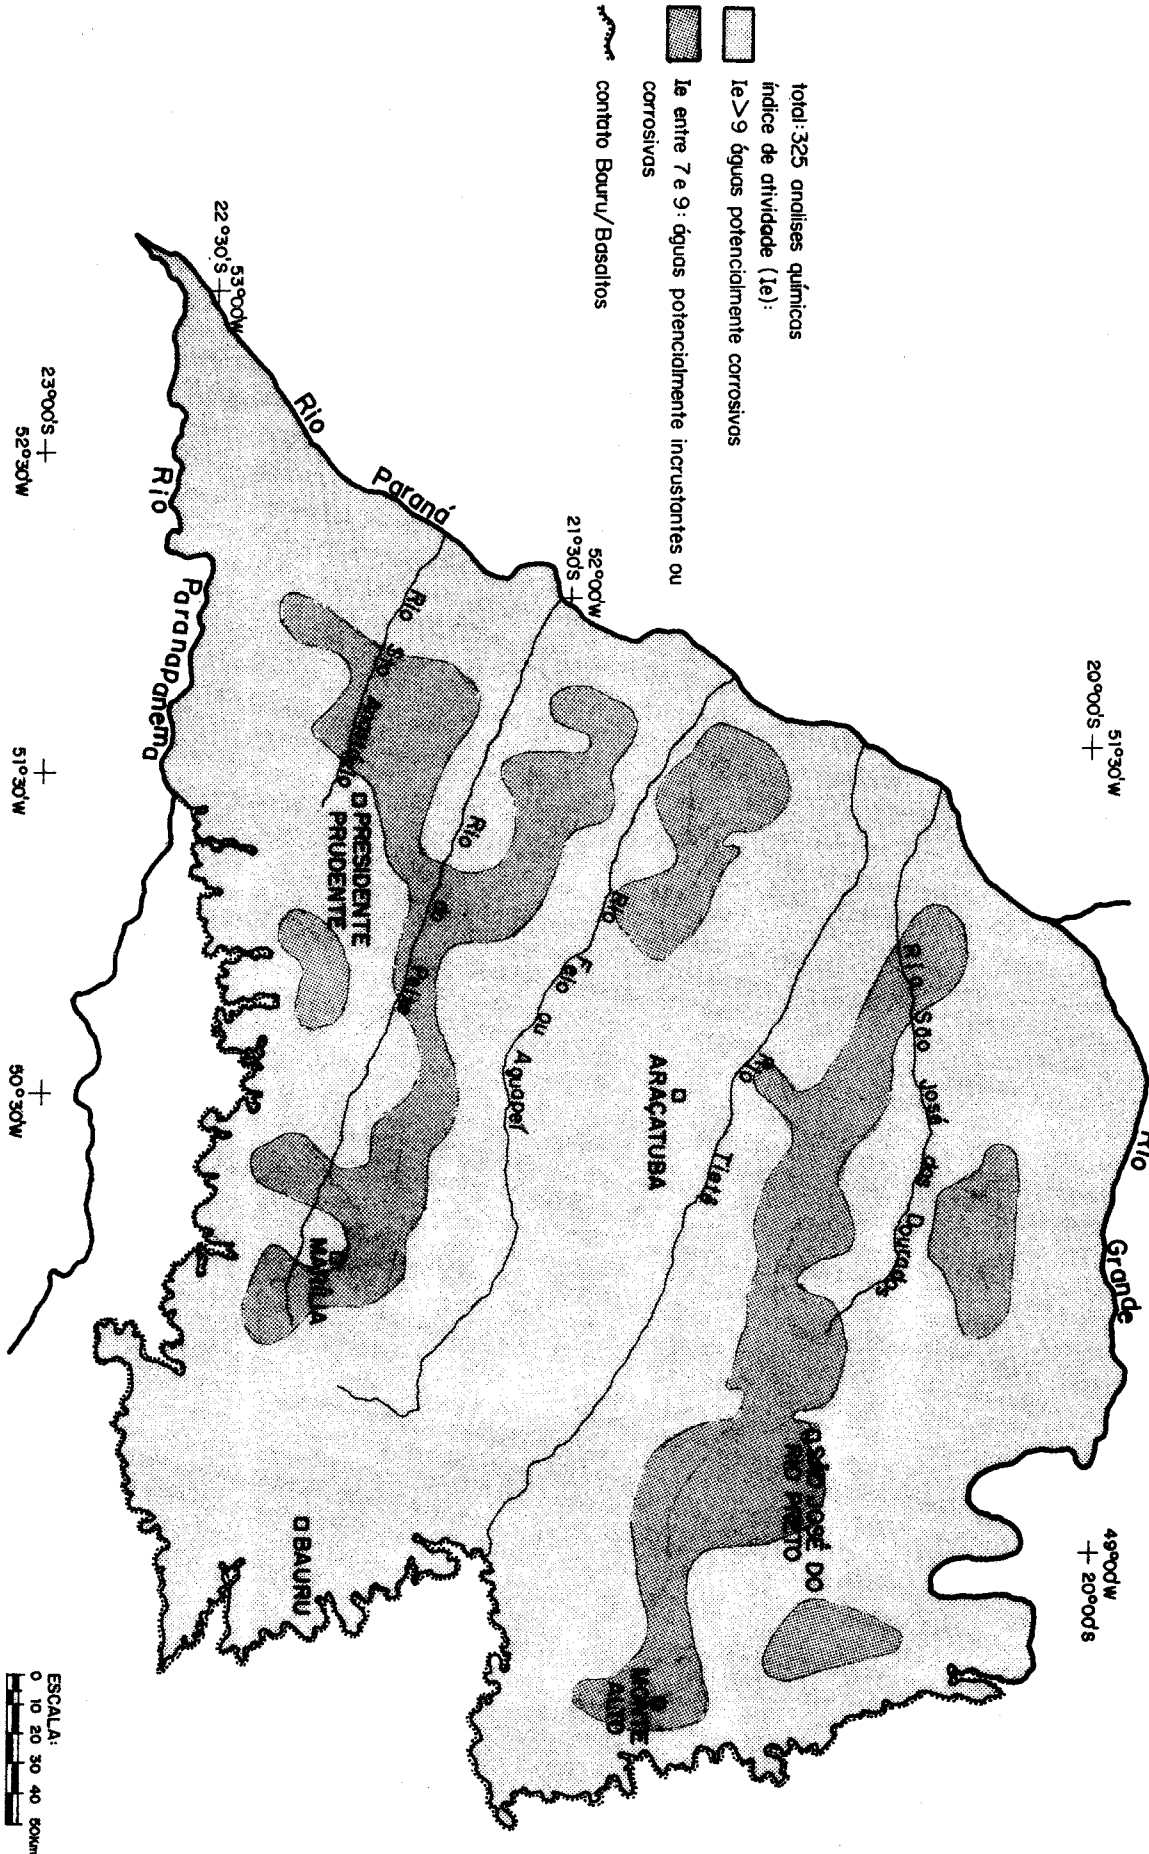 total: 325 analises químicas
índice de atividade (Ie):
Ie > 9 águas potencialmente corrosivas
Ie entre 7 e 9: águas potencialmente incrustantes ou
corrosivas
contato Bauru/Basaltos
20°00'S
51°30'W
49°00'W
20°00'S
52°00'W
21°30'S
53°00'W
22°30'S
23°00'S
52°30'W
51°30'W
50°30'W
Rio Grande
Rio Paraná
Rio Paranapanema
Rio São José dos Dourados
Rio Tietê
Rio Feio ou Aguapeí
Rio do Peixe
Rio Sto Anastácio
SÃO JOSÉ DO
RIO PRETO
MONTE
ALTO
ARAÇATUBA
PRESIDENTE
PRUDENTE
MARÍLIA
BAURU
ESCALA:
0 10 20 30 40 50Km